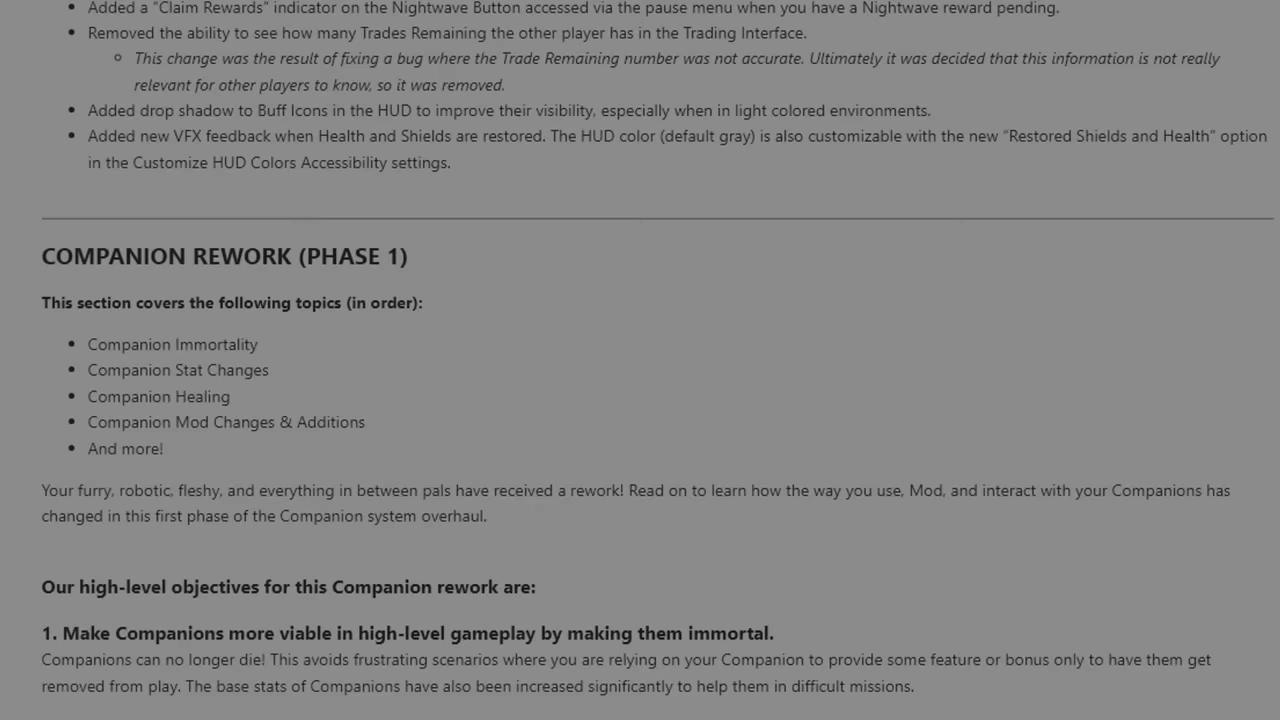 Added a “Claim Rewards” indicator on the Nightwave Button accessed via the pause menu when you have a Nightwave reward pending.
Removed the ability to see how many Trades Remaining the other player has in the Trading Interface.
This change was the result of fixing a bug where the Trade Remaining number was not accurate. Ultimately it was decided that this information is not really
relevant for other players to know, so it was removed.
Added drop shadow to Buff Icons in the HUD to improve their visibility, especially when in light colored environments.
Added new VFX feedback when Health and Shields are restored. The HUD color (default gray) is also customizable with the new “Restored Shields and Health” option
in the Customize HUD Colors Accessibility settings.
COMPANION REWORK (PHASE 1)
This section covers the following topics (in order):
Companion Immortality
Companion Stat Changes
Companion Healing
Companion Mod Changes & Additions
And more!
Your furry, robotic, fleshy, and everything in between pals have received a rework! Read on to learn how the way you use, Mod, and interact with your Companions has
changed in this first phase of the Companion system overhaul.
Our high-level objectives for this Companion rework are:
1. Make Companions more viable in high-level gameplay by making them immortal.
Companions can no longer die! This avoids frustrating scenarios where you are relying on your Companion to provide some feature or bonus only to have them get
removed from play. The base stats of Companions have also been increased significantly to help them in difficult missions.